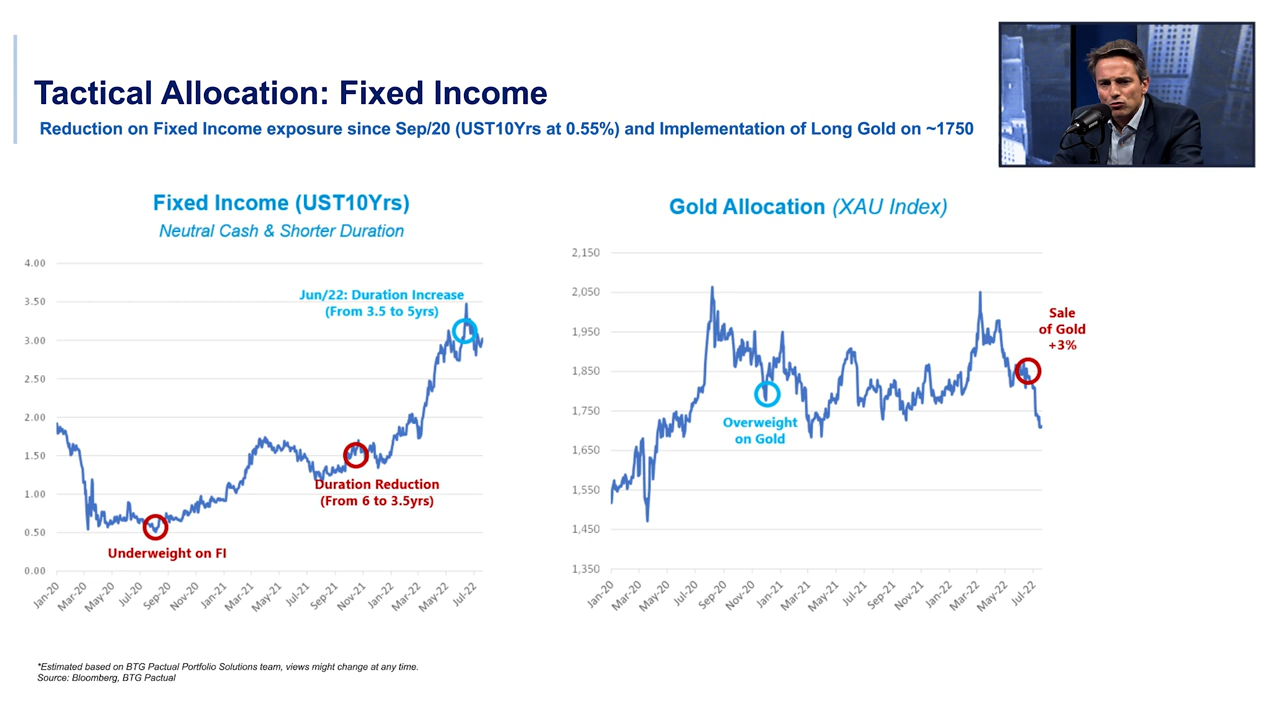 Tactical Allocation: Fixed Income
Reduction on Fixed Income exposure since Sep/20 (UST10Yrs at 0.55%) and Implementation of Long Gold on ~1750
Fixed Income (UST10Yrs)
Neutral Cash & Shorter Duration
4.00
3.50
3.00
2.50
2.00
1.50
1.00
0.50
0.00
Jun/22: Duration Increase
(From 3.5 to 5yrs)
Duration Reduction
(From 6 to 3.5yrs)
Underweight on FI
Jan-20
Mar-20
May-20
Jul-20
Sep-20
Nov-20
Jan-21
Mar-21
May-21
Jul-21
Sep-21
Nov-21
Jan-22
Mar-22
May-22
Jul-22
Gold Allocation (XAU Index)
2,150
2,050
1,950
1,850
1,750
1,650
1,550
1,450
1,350
Sale
of Gold
+3%
Overweight
on Gold
Jan-20
Mar-20
May-20
Jul-20
Sep-20
Nov-20
Jan-21
Mar-21
May-21
Jul-21
Sep-21
Nov-21
Jan-22
Mar-22
May-22
Jul-22
*Estimated based on BTG Pactual Portfolio Solutions team, views might change at any time.
Source: Bloomberg, BTG Pactual